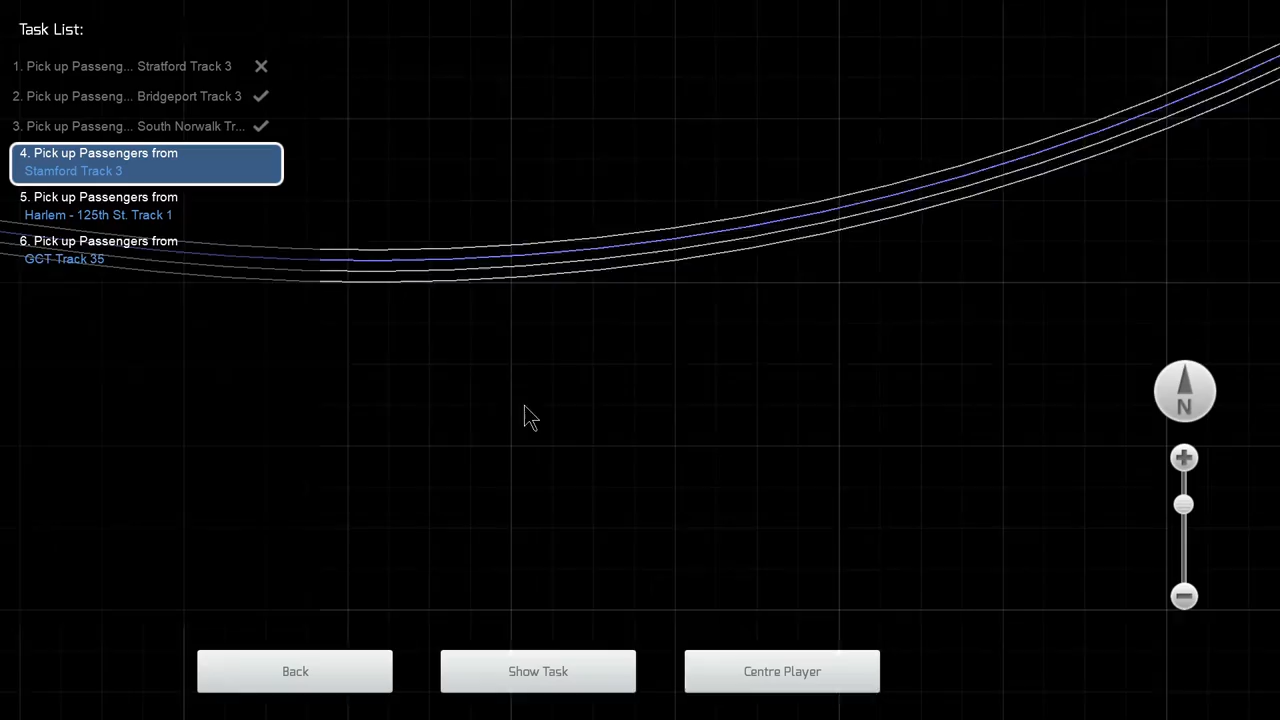 Task List:
1. Pick up Passeng... Stratford Track 3
2. Pick up Passeng... Bridgeport Track 3
3. Pick up Passeng... South Norwalk Tr...
4. Pick up Passengers from
Stamford Track 3
5. Pick up Passengers from
Harlem - 125th St. Track 1
6. Pick up Passengers from
GCT Track 35
N
Back
Show Task
Centre Player